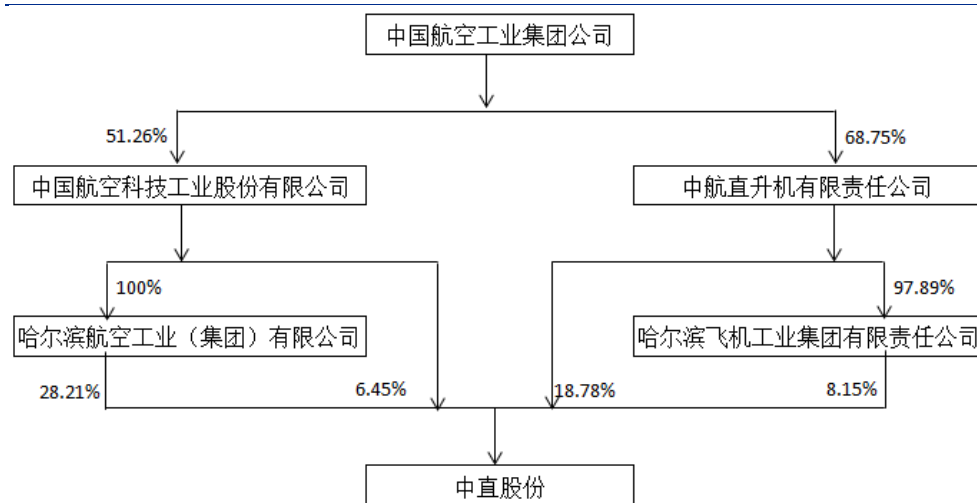 中国航空工业集团公司
51.26%
68.75%
中国航空科技工业股份有限公司
中航直升机有限责任公司
100%
97.89%
哈尔滨航空工业（集团）有限公司
哈尔滨飞机工业集团有限责任公司
28.21%
6.45%
18.78%
8.15%
中直股份